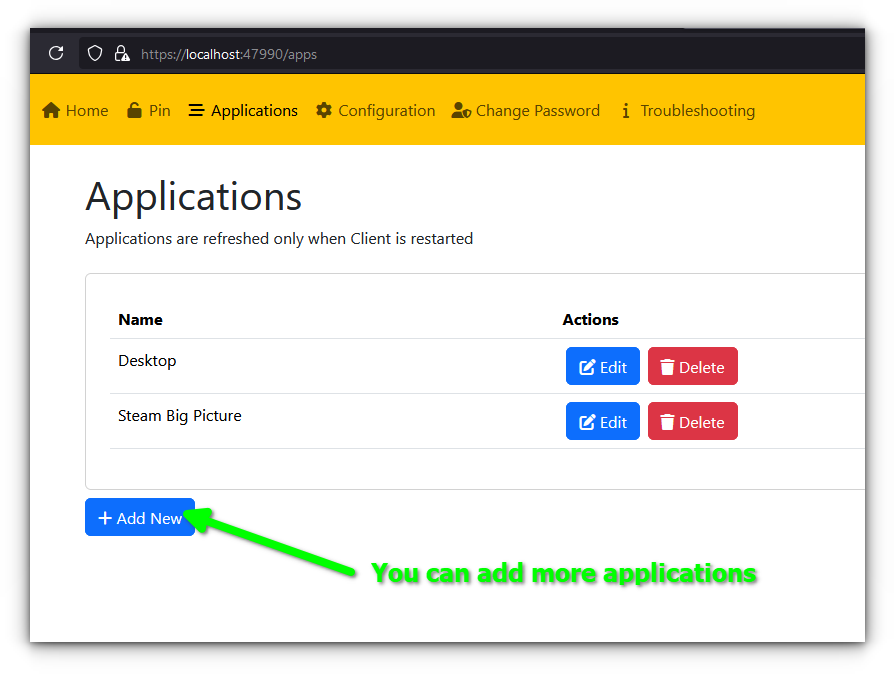 https://localhost:47990/apps
Home Pin Applications Configuration Change Password Troubleshooting
Applications
Applications are refreshed only when Client is restarted
Name Actions
Desktop Edit Delete
Steam Big Picture Edit Delete
+ Add New
You can add more applications